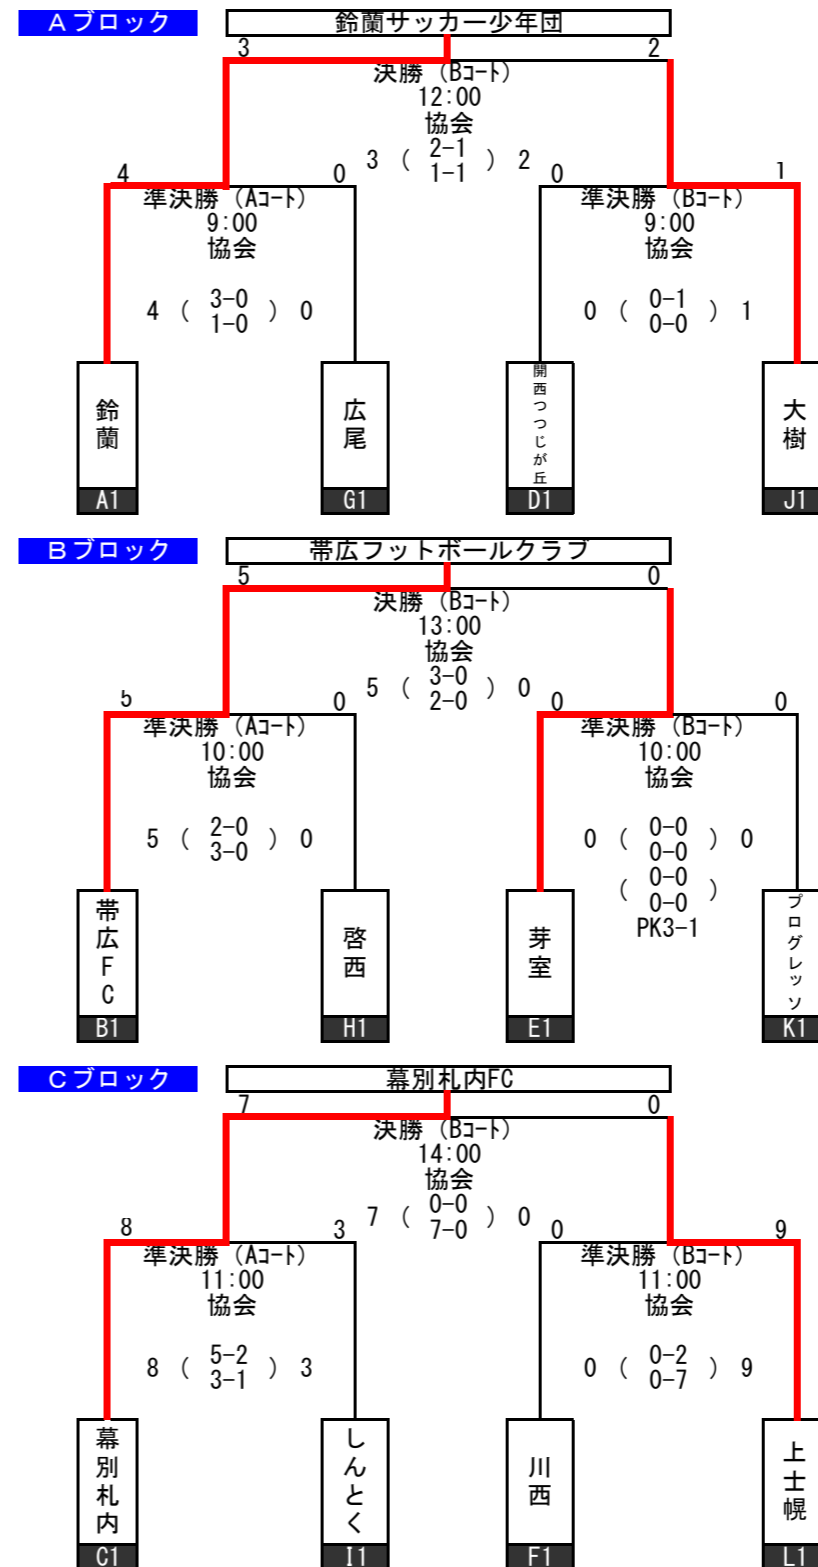 Aブロック
鈴蘭サッカー少年団
3 2
決勝 (Bコート)
12:00
協会
3 ( 2-1 ) 2
1-1
4 0 0 1
準決勝 (Aコート) 準決勝 (Bコート)
9:00 9:00
協会 協会
4 ( 3-0 ) 0 0 ( 0-1 ) 1
1-0 0-0
鈴蘭 広尾 開西つつじが丘 大樹
A1 G1 D1 J1
Bブロック
帯広フットボールクラブ
5 0
決勝 (Bコート)
13:00
協会
5 ( 3-0 ) 0
2-0
5 0 0 0
準決勝 (Aコート) 準決勝 (Bコート)
10:00 10:00
協会 協会
5 ( 2-0 ) 0 0 ( 0-0 ) 0
3-0 0-0
( 0-0 )
0-0
PK3-1
帯広FC 啓西 芽室 プログレッソ
B1 H1 E1 K1
Cブロック
幕別札内FC
7 0
決勝 (Bコート)
14:00
協会
7 ( 0-0 ) 0
7-0
8 3 0 9
準決勝 (Aコート) 準決勝 (Bコート)
11:00 11:00
協会 協会
8 ( 5-2 ) 3 0 ( 0-2 ) 9
3-1 0-7
幕別札内 しんとく 川西 上士幌
C1 I1 F1 L1